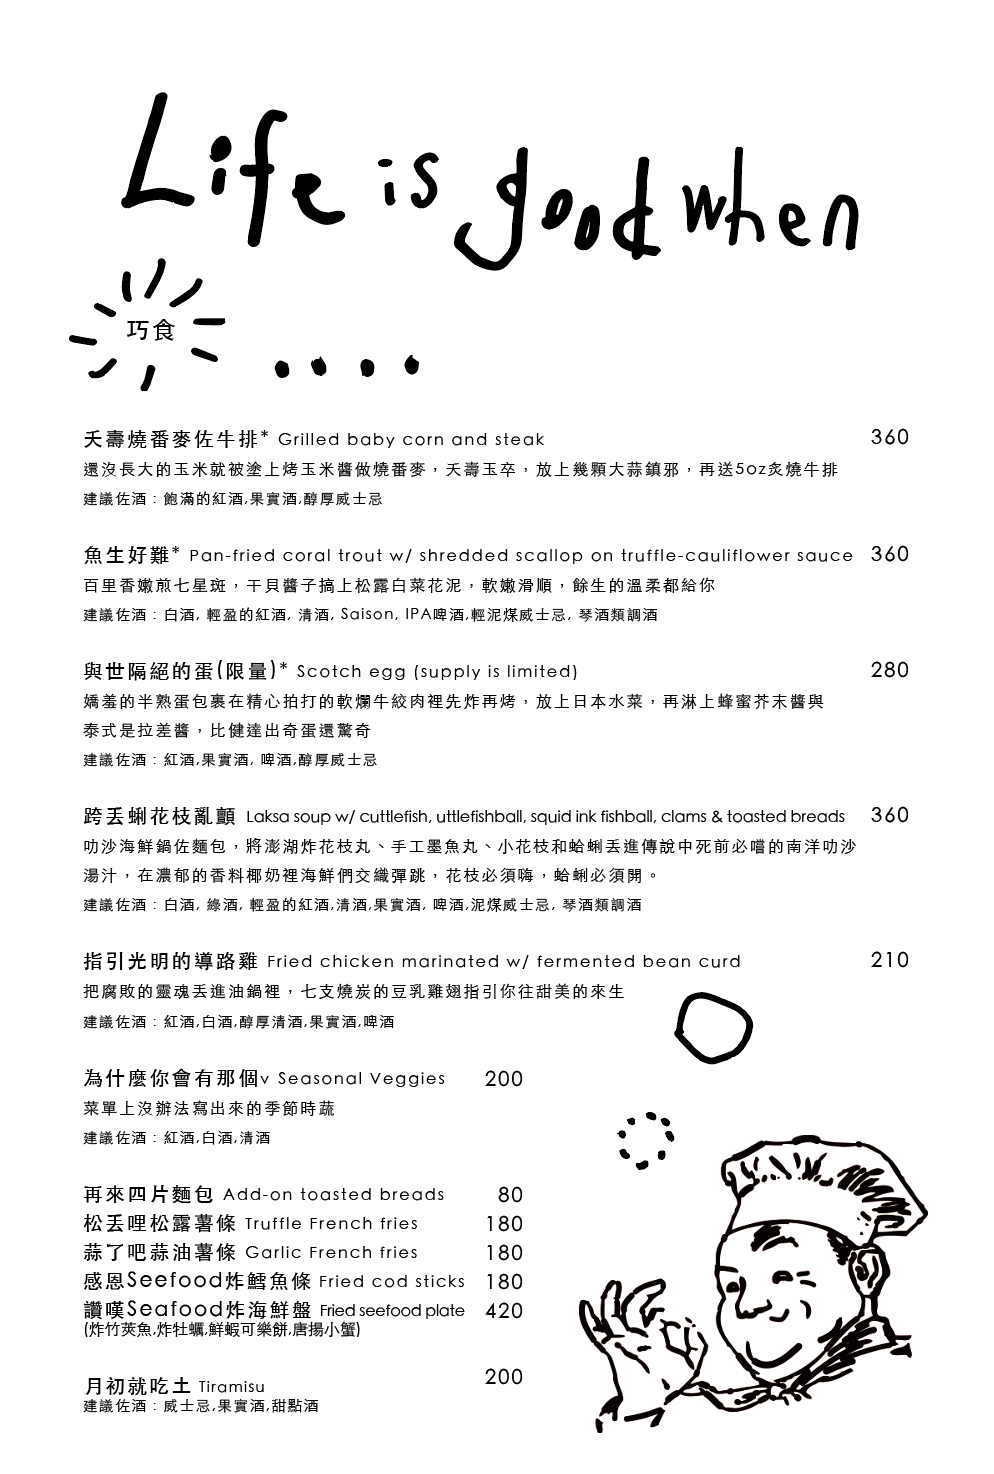 Life is good when
巧食
夭壽燒番麥佐牛排* Grilled baby corn and steak 360
還沒長大的玉米就被塗上烤玉米醬做燒番麥，夭壽玉卒，放上幾顆大蒜鎮邪，再送5oz炙燒牛排
建議佐酒：飽滿的紅酒,果實酒,醇厚威士忌
魚生好難* Pan-fried coral trout w/ shredded scallop on truffle-cauliflower sauce 360
百里香嫩煎七星斑，干貝醬子搞上松露白菜花泥，軟嫩滑順，餘生的溫柔都給你
建議佐酒：白酒, 輕盈的紅酒, 清酒, Saison, IPA啤酒,輕泥煤威士忌, 琴酒類調酒
與世隔絕的蛋(限量)* Scotch egg (supply is limited) 280
嬌羞的半熟蛋包裹在精心拍打的軟爛牛絞肉裡先炸再烤，放上日本水菜，再淋上蜂蜜芥末醬與
泰式是拉差醬，比健達出奇蛋還驚奇
建議佐酒：紅酒,果實酒, 啤酒,醇厚威士忌
跨丟蜊花枝亂顫 Laksa soup w/ cuttlefish, uttlefishball, squid ink fishball, clams & toasted breads 360
叻沙海鮮鍋佐麵包，將澎湖炸花枝丸、手工墨魚丸、小花枝和蛤蜊丟進傳說中死前必嚐的南洋叻沙
湯汁，在濃郁的香料椰奶裡海鮮們交織彈跳，花枝必須嗨，蛤蜊必須開。
建議佐酒：白酒, 綠酒, 輕盈的紅酒,清酒,果實酒, 啤酒,泥煤威士忌, 琴酒類調酒
指引光明的導路雞 Fried chicken marinated w/ fermented bean curd 210
把腐敗的靈魂丟進油鍋裡，七支燒炭的豆乳雞翅指引你往甜美的來生
建議佐酒：紅酒,白酒,醇厚清酒,果實酒,啤酒
為什麼你會有那個v Seasonal Veggies 200
菜單上沒辦法寫出來的季節時蔬
建議佐酒：紅酒,白酒,清酒
再來四片麵包 Add-on toasted breads 80
松丟哩松露薯條 Truffle French fries 180
蒜了吧蒜油薯條 Garlic French fries 180
感恩Seefood炸鱈魚條 Fried cod sticks 180
讚嘆Seafood炸海鮮盤 Fried seefood plate 420
(炸竹莢魚,炸牡蠣,鮮蝦可樂餅,唐揚小蟹)
月初就吃土 Tiramisu 200
建議佐酒：威士忌,果實酒,甜點酒